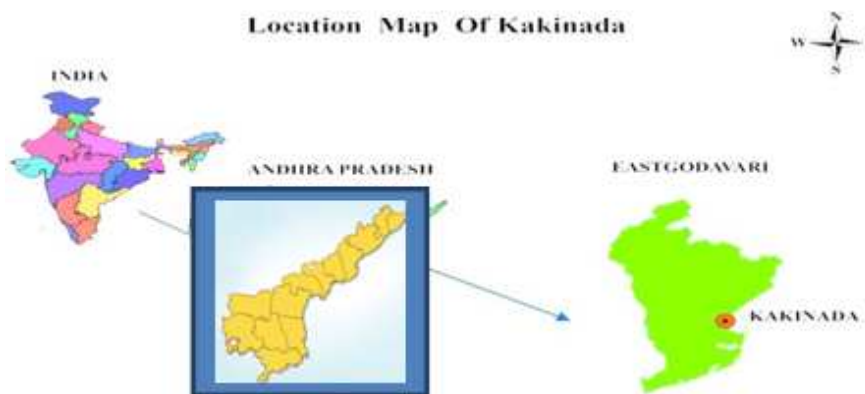 Location Map Of Kakinada
S
W
S
INDIA
ANDHRA PRADESH
EASTGODAVARI
KAKINADA